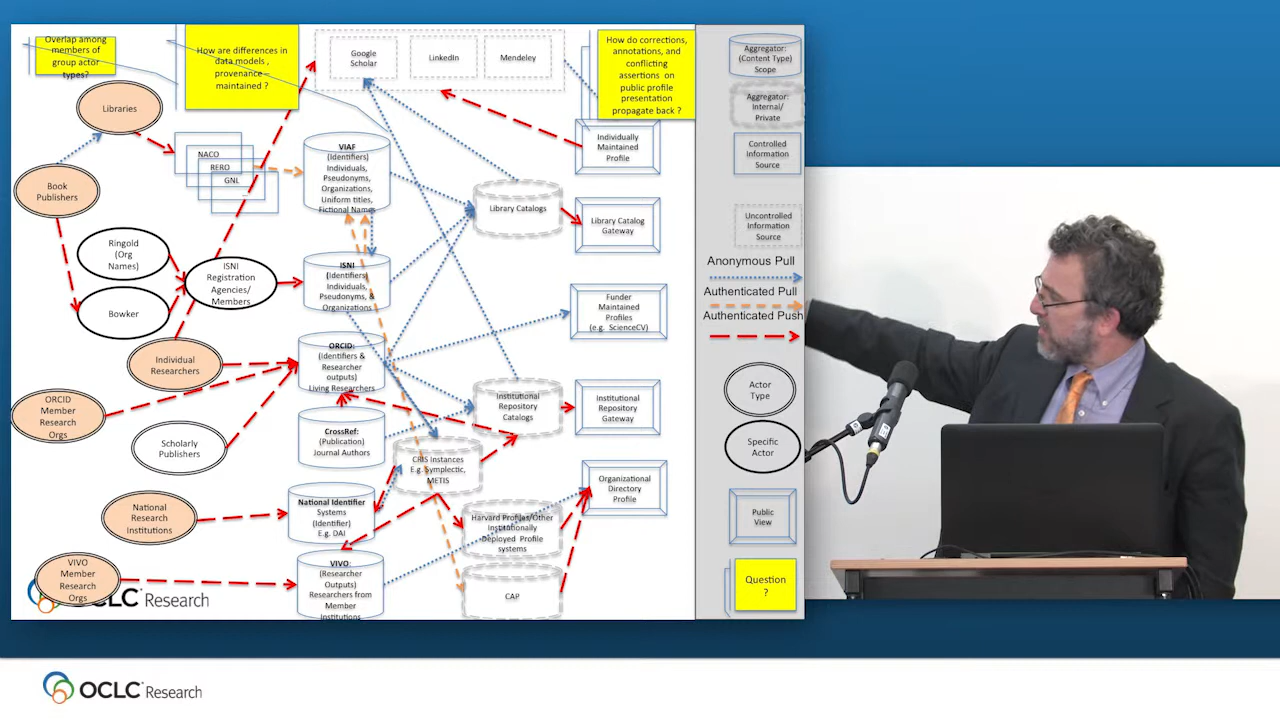 Overlap among
members of
group actor
types?
How are differences in
data models ,
provenance –
maintained ?
Google
Scholar
LinkedIn
Mendeley
How do corrections,
annotations, and
conflicting
assertions on
public profile
presentation
propagate back ?
Aggregator:
(Content Type)
Scope
Aggregator:
Internal/
Private
Controlled
Information
Source
Uncontrolled
Information
Source
Anonymous Pull
Authenticated Pull
Authenticated Push
Actor
Type
Specific
Actor
Public
View
Question
?
Libraries
Book
Publishers
NACO
RERO
GNL
...
Ringold
(Org
Names)
Bowker
ISNI
Registration
Agencies/
Members
Individual
Researchers
ORCID
Member
Research
Orgs
Scholarly
Publishers
National
Research
Institutions
VIVO
Member
Research
Orgs
VIAF
(Identifiers)
Individuals,
Pseudonyms,
Organizations,
Uniform titles,
Fictional Names
ISNI
(Identifiers)
Individuals,
Pseudonyms, &
Organizations
ORCID:
(Identifiers &
Researcher
outputs)
Living Researchers
CrossRef:
(Publication)
Journal Authors
National Identifier
Systems
(Identifier)
E.g. DAI
VIVO:
(Researcher
Outputs)
Researchers from
Member
Institutions
Library Catalogs
Institutional
Repository
Catalogs
CRIS Instances
E.g. Symplectic,
METIS
Harvard Profiles/Other
Institutionally
Deployed Profile
systems
CAP
Individually
Maintained
Profile
Library Catalog
Gateway
Funder
Maintained
Profiles
(e.g. ScienceCV)
Institutional
Repository
Gateway
Organizational
Directory
Profile
OCLC Research
OCLC Research